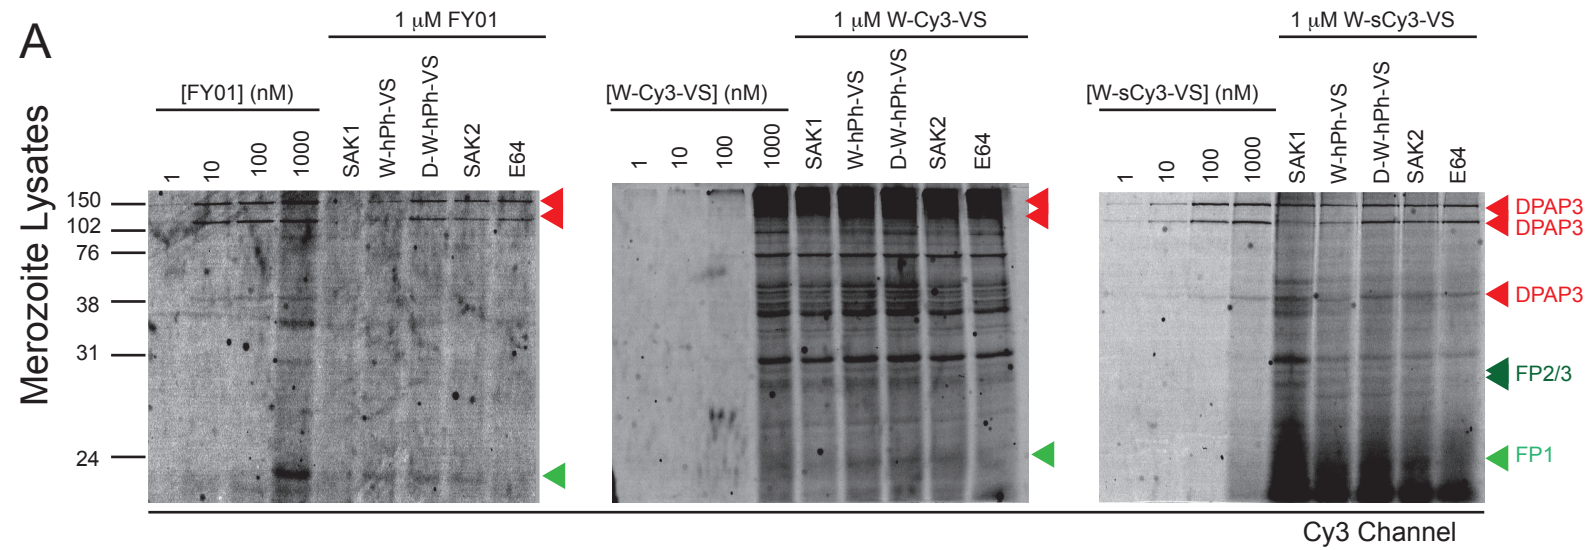 A
Merozoite Lysates
1 µM FY01
[FY01] (nM)
1
10
100
1000
SAK1
W-hPh-VS
D-W-hPh-VS
SAK2
E64
150
102
76
38
31
24
1 µM W-Cy3-VS
[W-Cy3-VS] (nM)
1
10
100
1000
SAK1
W-hPh-VS
D-W-hPh-VS
SAK2
E64
1 µM W-sCy3-VS
[W-sCy3-VS] (nM)
1
10
100
1000
SAK1
W-hPh-VS
D-W-hPh-VS
SAK2
E64
DPAP3
DPAP3
DPAP3
FP2/3
FP1
Cy3 Channel